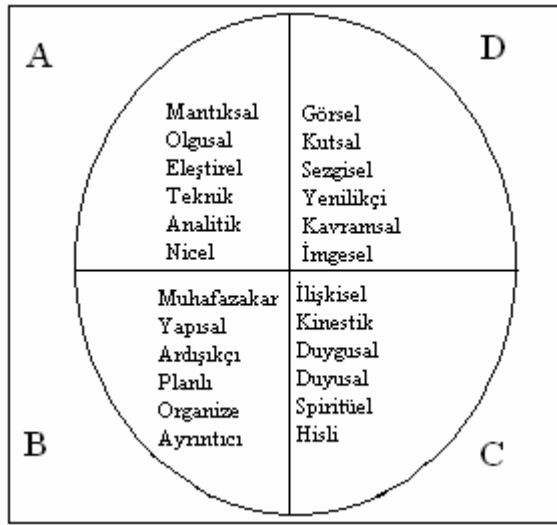 A
D
Mantıksal
Olgusal
Eleştirel
Teknik
Analitik
Nicel
Görsel
Kutsal
Sezgisel
Yenilikçi
Kavramsal
İmgesel
Muhafazakar
Yapısal
Ardışıkçı
Planlı
Organize
Ayrıntıcı
İlişkisel
Kinestik
Duygusal
Duyusal
Spiritüel
Hisli
B
C